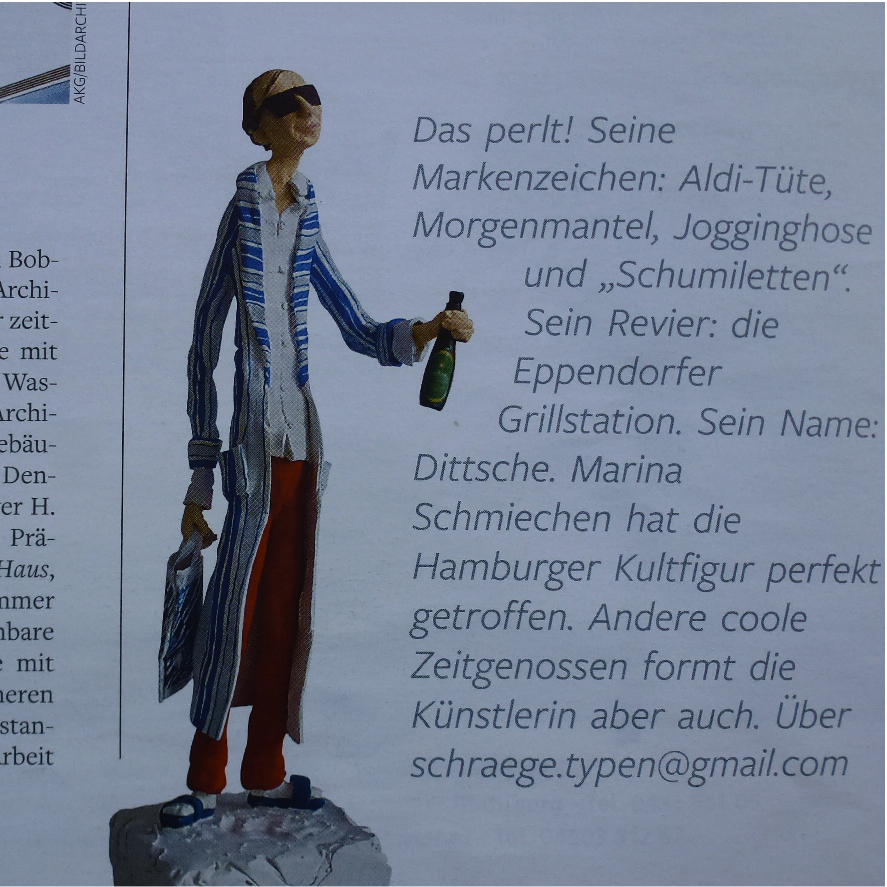 AKG/BILDARCHI
Bob-
Archi-
zeit-
mit
Was-
Archi-
ebäu-
Den-
er H.
Prä-
Haus,
mmer
nbare
mit
neren
stan-
rbeit
Das perlt! Seine
Markenzeichen: Aldi-Tüte,
Morgenmantel, Jogginghose
und „Schumiletten“.
Sein Revier: die
Eppendorfer
Grillstation. Sein Name:
Dittsche. Marina
Schmiechen hat die
Hamburger Kultfigur perfekt
getroffen. Andere coole
Zeitgenossen formt die
Künstlerin aber auch. Über
schraege.typen@gmail.com